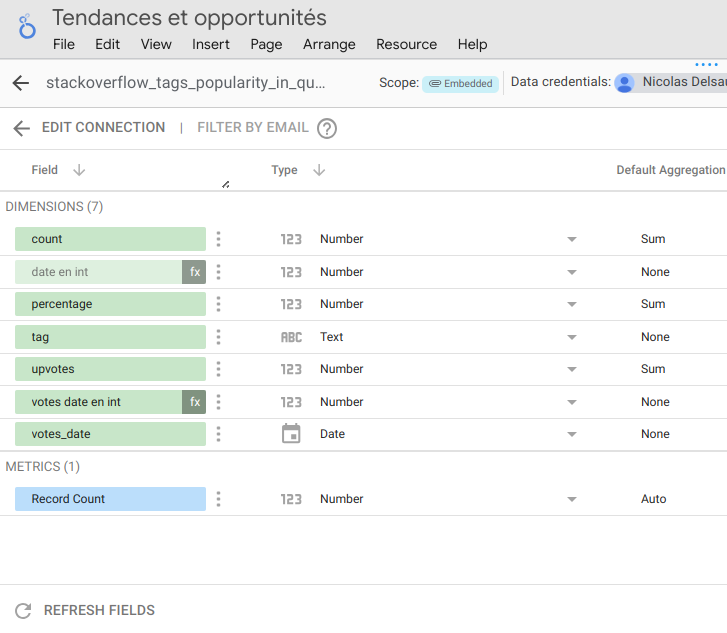 Tendances et opportunités
File Edit View Insert Page Arrange Resource Help
stackoverflow_tags_popularity_in_qu... Scope: Embedded Data credentials: Nicolas Delsau
EDIT CONNECTION | FILTER BY EMAIL ?
Field Type Default Aggregation
DIMENSIONS (7)
count 123 Number Sum
date en int fx 123 Number None
percentage 123 Number Sum
tag ABC Text None
upvotes 123 Number Sum
votes date en int fx 123 Number None
votes_date Date None
METRICS (1)
Record Count 123 Number Auto
REFRESH FIELDS